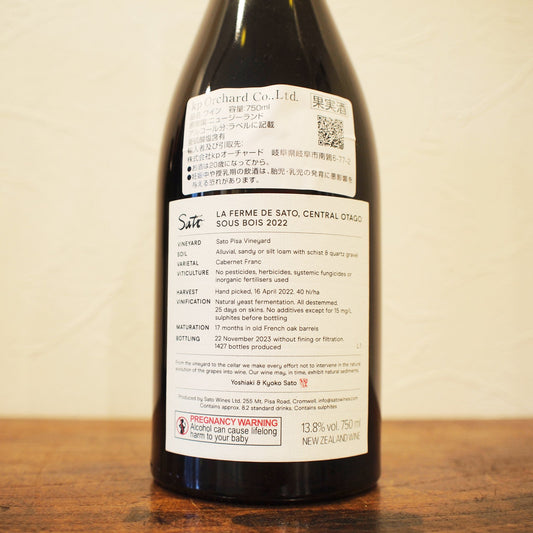 kp Orchard Co.,Ltd.
果実酒
品目:ワイン 容量:750ml
原産国:ニュージーランド
アルコール分:ラベルに記載
亜硫酸塩含有
輸入者及び引取先:
株式会社kpオーチャード 岐阜県岐阜市南鶉6-77-2
●お酒は20歳になってから。
●妊娠中や授乳期の飲酒は、胎児・乳児の発育に悪影響を
与える恐れがあります。
Sato
LA FERME DE SATO, CENTRAL OTAGO
SOUS BOIS 2022
VINEYARD Sato Pisa Vineyard
SOIL Alluvial, sandy or silt loam with schist & quartz gravel
VARIETAL Cabernet Franc
VITICULTURE No pesticides, herbicides, systemic fungicides or
inorganic fertilisers used
HARVEST Hand picked, 16 April 2022, 40 hl/ha
VINIFICATION Natural yeast fermentation. All destemmed,
25 days on skins. No additives except for 15 mg/L
sulphites before bottling
MATURATION 17 months in old French oak barrels
BOTTLING 22 November 2023 without fining or filtration.
1427 bottles produced L1
From the vineyard to the cellar we make every effort not to intervene in the natural
evolution of the grapes into wine. Our wine may, in time, exhibit natural sediments.
Yoshiaki & Kyoko Sato
Produced by Sato Wines Ltd. 255 Mt. Pisa Road, Cromwell. info@satowines.com
Contains approx. 8.2 standard drinks. Contains sulphites
PREGNANCY WARNING
Alcohol can cause lifelong
harm to your baby
13.8% vol. 750 ml
NEW ZEALAND WINE